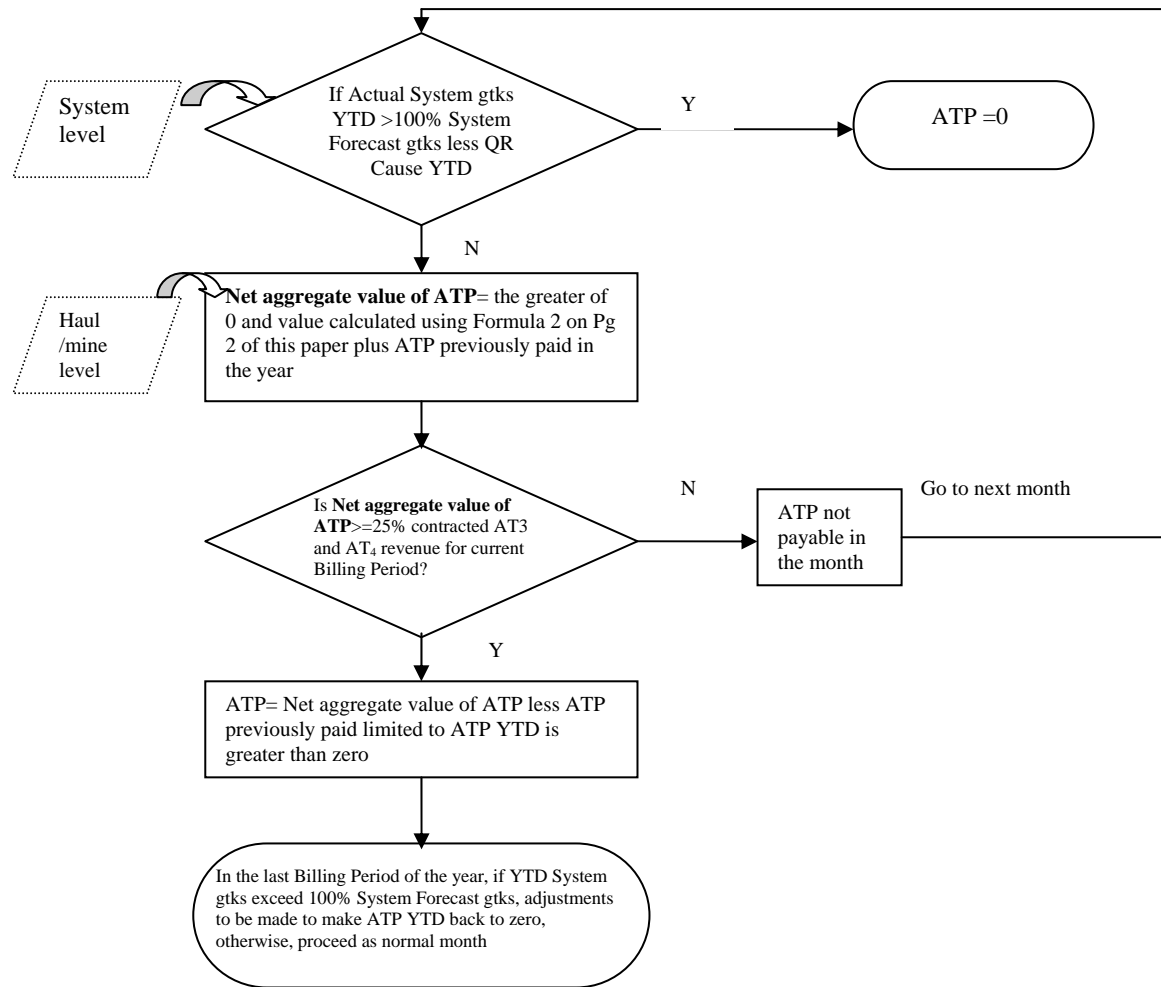 System
level
If Actual System gtks
YTD >100% System
Forecast gtks less QR
Cause YTD
Y
ATP =0
N
Haul
/mine
level
Net aggregate value of ATP= the greater of
0 and value calculated using Formula 2 on Pg
2 of this paper plus ATP previously paid in
the year
Is Net aggregate value of
ATP>=25% contracted AT3
and AT₄ revenue for current
Billing Period?
N
ATP not
payable in
the month
Go to next month
Y
ATP= Net aggregate value of ATP less ATP
previously paid limited to ATP YTD is
greater than zero
In the last Billing Period of the year, if YTD System
gtks exceed 100% System Forecast gtks, adjustments
to be made to make ATP YTD back to zero,
otherwise, proceed as normal month